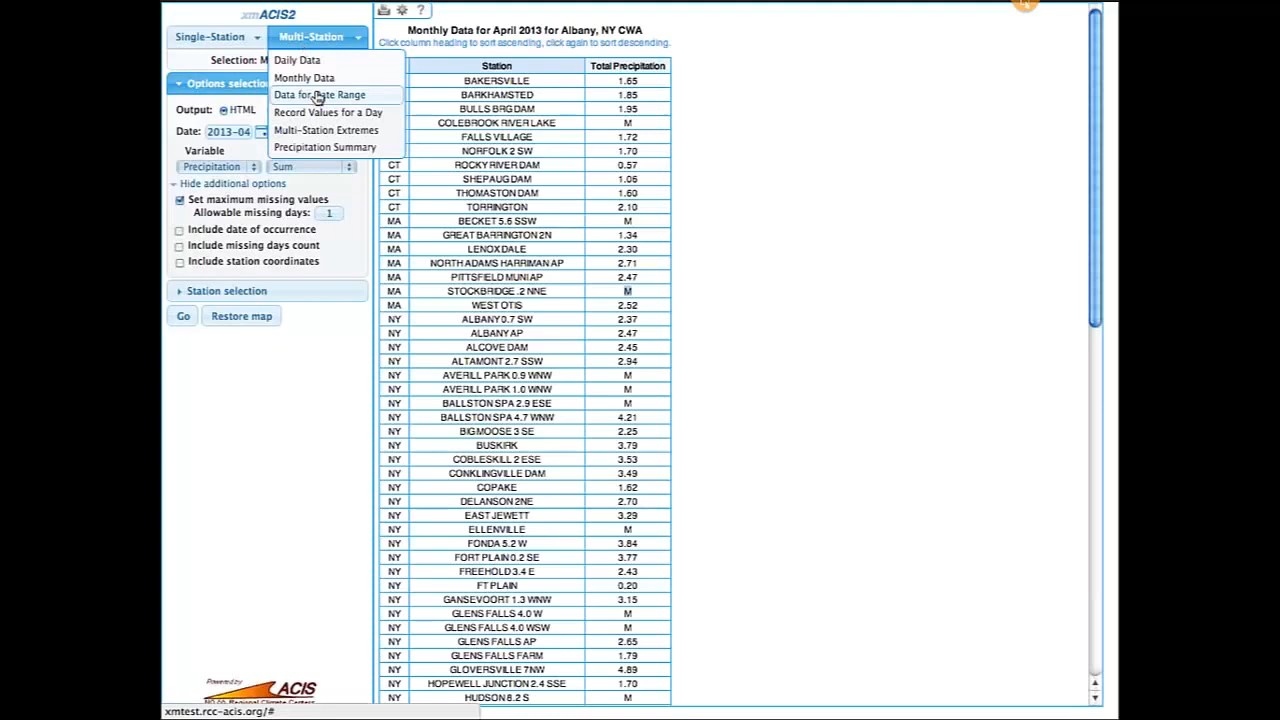 xmACIS2
Single-Station
Multi-Station
Selection: M
Daily Data
Monthly Data
Data for Date Range
Record Values for a Day
Multi-Station Extremes
Precipitation Summary
Options selectio
Output: HTML
Date: 2013-04
Variable
Precipitation Sum
Hide additional options
Set maximum missing values
Allowable missing days: 1
Include date of occurrence
Include missing days count
Include station coordinates
Station selection
Go Restore map
Powered by
ACIS
NOAA Regional Climate Centers
xmtest.rcc-acis.org/#
?
Monthly Data for April 2013 for Albany, NY CWA
Click column heading to sort ascending, click again to sort descending.
Station Total Precipitation
BAKERSVILLE 1.65
BARKHAMSTED 1.85
BULLS BRG DAM 1.95
COLEBROOK RIVER LAKE M
FALLS VILLAGE 1.72
NORFOLK 2 SW 1.70
CT ROCKY RIVER DAM 0.57
CT SHEPAUG DAM 1.06
CT THOMASTON DAM 1.60
CT TORRINGTON 2.10
MA BECKET 5.6 SSW M
MA GREAT BARRINGTON 2N 1.34
MA LENOX DALE 2.30
MA NORTH ADAMS HARRIMAN AP 2.71
MA PITTSFIELD MUNI AP 2.47
MA STOCKBRIDGE .2 NNE M
MA WEST OTIS 2.52
NY ALBANY 0.7 SW 2.37
NY ALBANY AP 2.47
NY ALCOVE DAM 2.45
NY ALTAMONT 2.7 SSW 2.94
NY AVERILL PARK 0.9 WNW M
NY AVERILL PARK 1.0 WNW M
NY BALLSTON SPA 2.9 ESE M
NY BALLSTON SPA 4.7 WNW 4.21
NY BIG MOOSE 3 SE 2.25
NY BUSKIRK 3.79
NY COBLESKILL 2 ESE 3.53
NY CONKLINGVILLE DAM 3.49
NY COPAKE 1.62
NY DELANSON 2NE 2.70
NY EAST JEWETT 3.29
NY ELLENVILLE M
NY FONDA 5.2 W 3.84
NY FORT PLAIN 0.2 SE 3.77
NY FREEHOLD 3.4 E 2.43
NY FT PLAIN 0.20
NY GANSEVOORT 1.3 WNW 3.15
NY GLENS FALLS 4.0 W M
NY GLENS FALLS 4.0 WSW M
NY GLENS FALLS AP 2.65
NY GLENS FALLS FARM 1.79
NY GLOVERSVILLE 7NW 4.89
NY HOPEWELL JUNCTION 2.4 SSE 1.70
NY HUDSON 8.2 S M